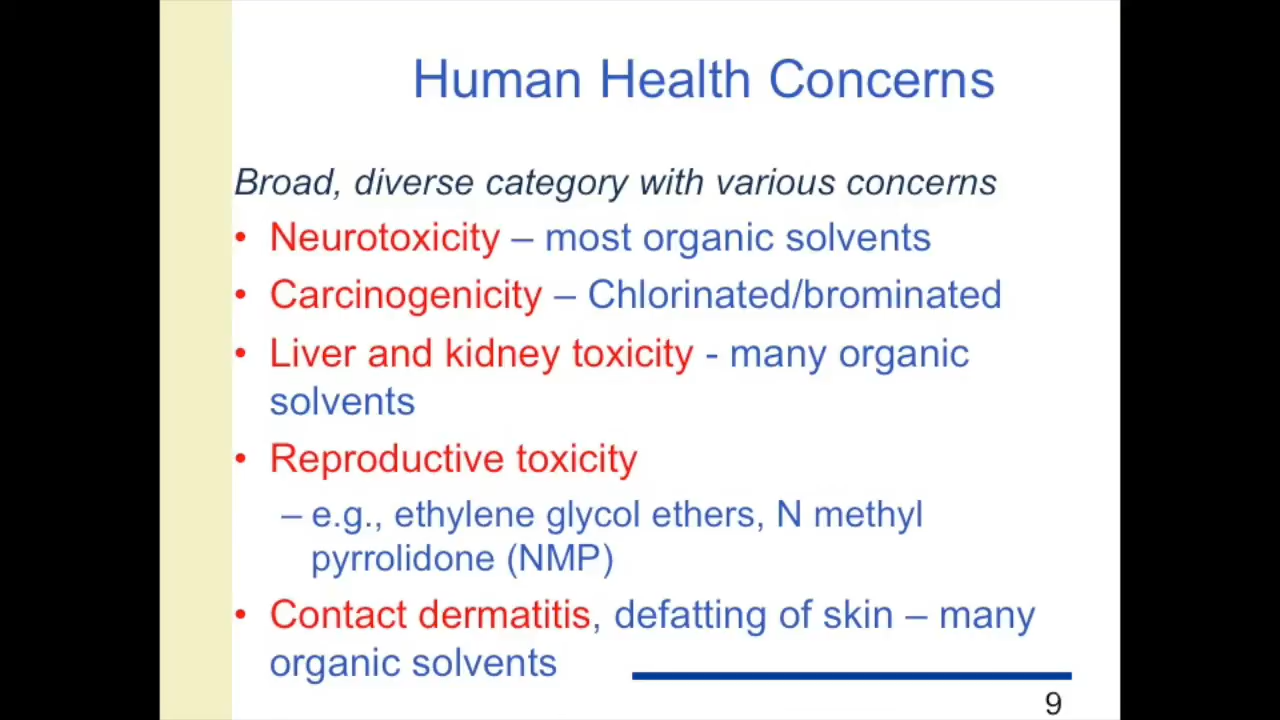 Human Health Concerns
Broad, diverse category with various concerns
• Neurotoxicity – most organic solvents
• Carcinogenicity – Chlorinated/brominated
• Liver and kidney toxicity - many organic
solvents
• Reproductive toxicity
– e.g., ethylene glycol ethers, N methyl
pyrrolidone (NMP)
• Contact dermatitis, defatting of skin – many
organic solvents
9